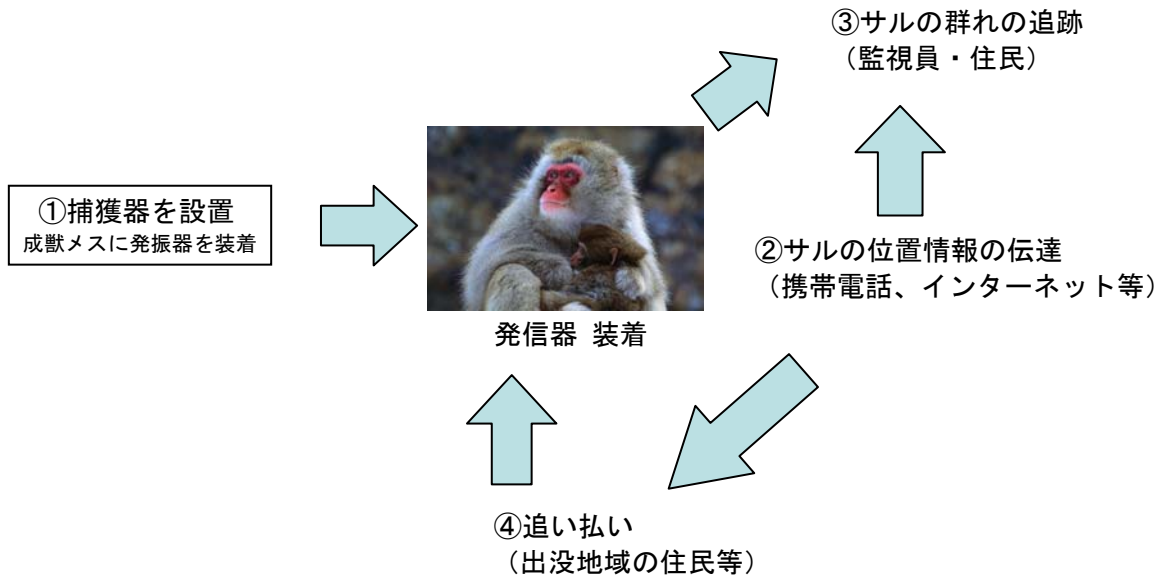 ①捕獲器を設置
成獣メスに発振器を装着
発信器 装着
③サルの群れの追跡
（監視員・住民）
②サルの位置情報の伝達
（携帯電話、インターネット等）
④追い払い
（出没地域の住民等）